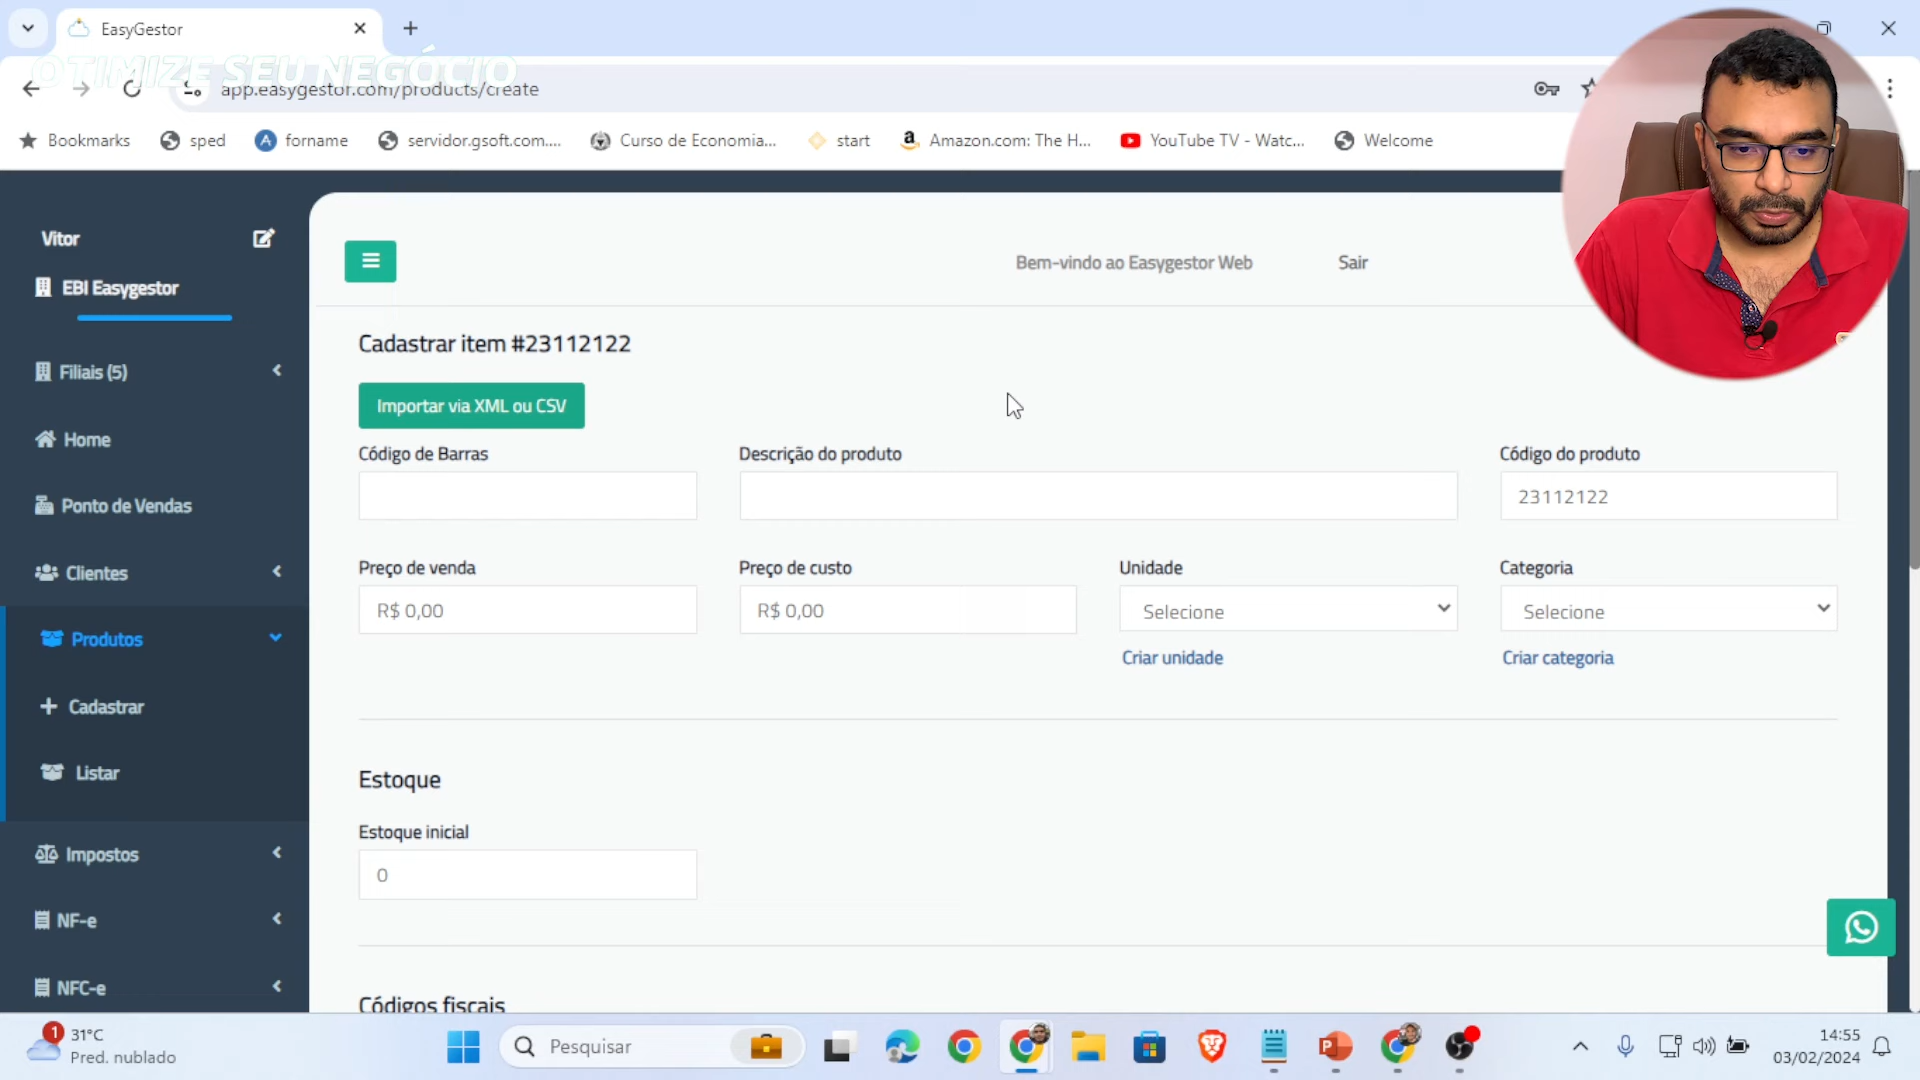 EasyGestor
OTIMIZE SEU NEGÓCIO
app.easygestor.com/products/create
Bookmarks
sped
forname
servidor.gsoft.com....
Curso de Economia...
start
Amazon.com: The H...
YouTube TV - Watc...
Welcome
Vitor
EBI Easygestor
Filiais (5)
Home
Ponto de Vendas
Clientes
Produtos
Cadastrar
Listar
Impostos
NF-e
NFC-e
Bem-vindo ao Easygestor Web
Sair
Cadastrar item #23112122
Importar via XML ou CSV
Código de Barras
Descrição do produto
Código do produto
23112122
Preço de venda
Preço de custo
Unidade
Categoria
R$ 0,00
R$ 0,00
Selecione
Selecione
Criar unidade
Criar categoria
Estoque
Estoque inicial
0
Códigos fiscais
1
31°C
Pred. nublado
Pesquisar
14:55
03/02/2024